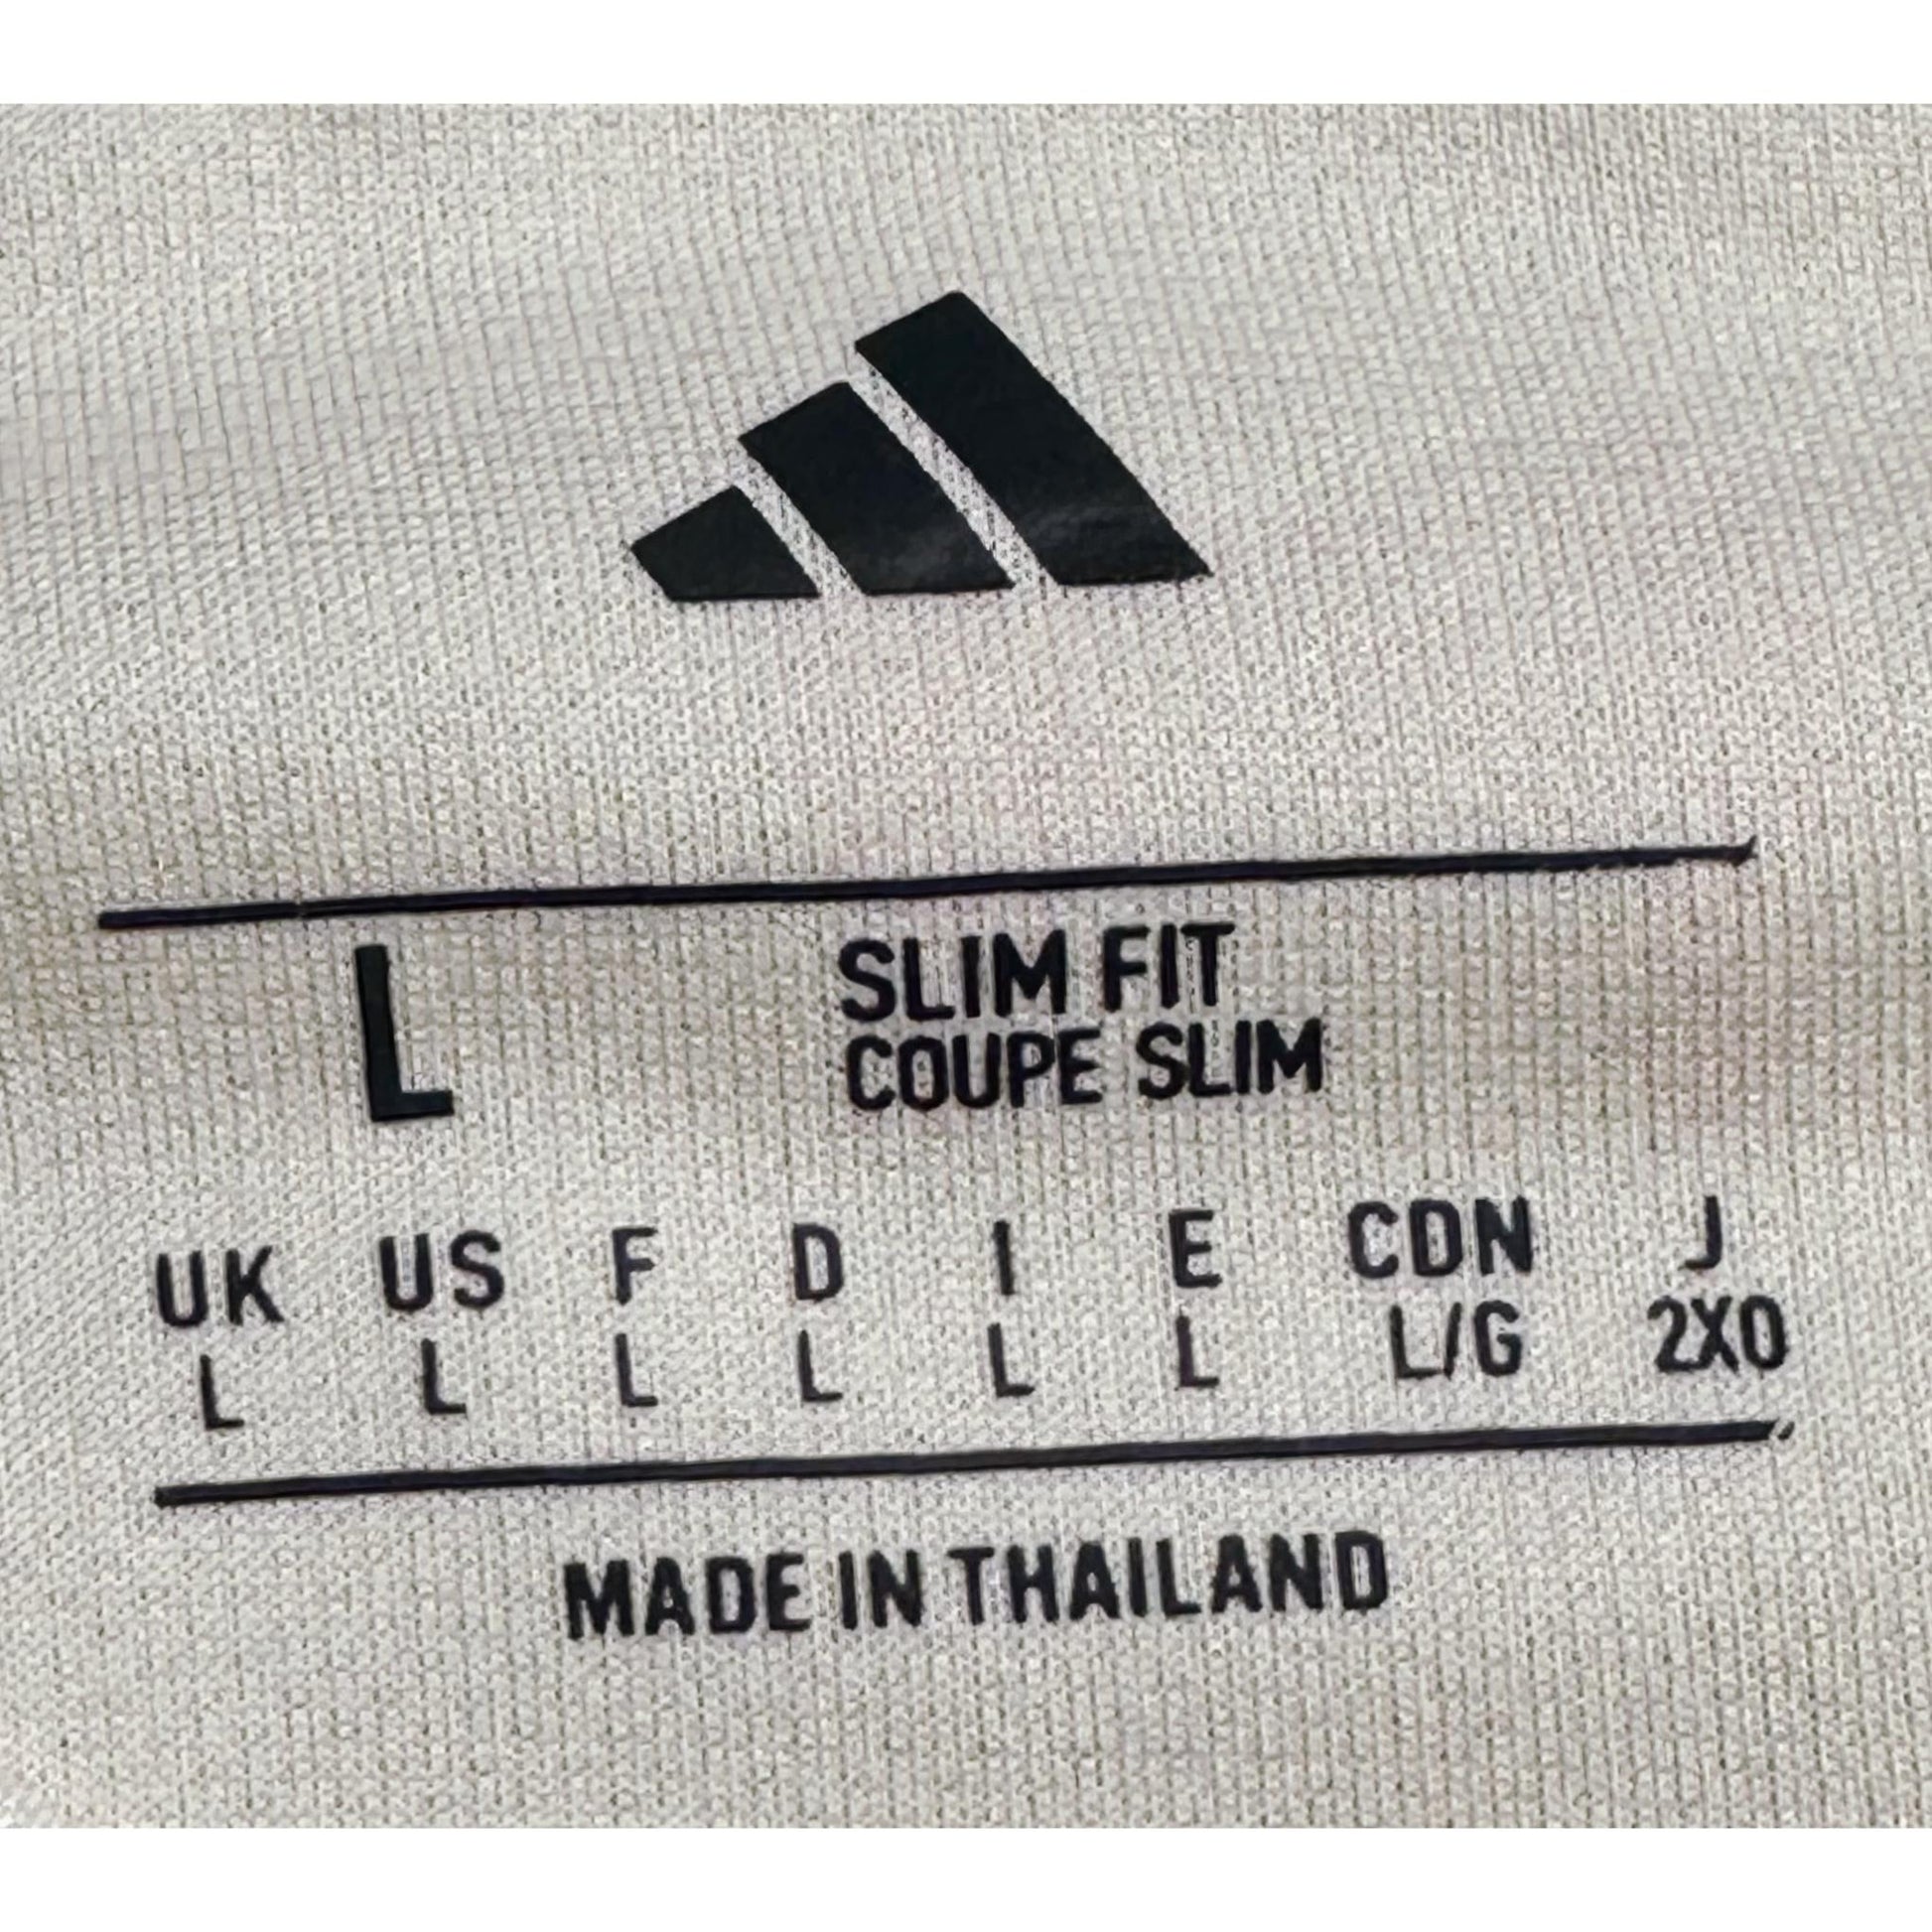 L
SLIM FIT
COUPE SLIM
UK US F D I E CDN J
L L L L L L L/G 2XO
MADE IN THAILAND